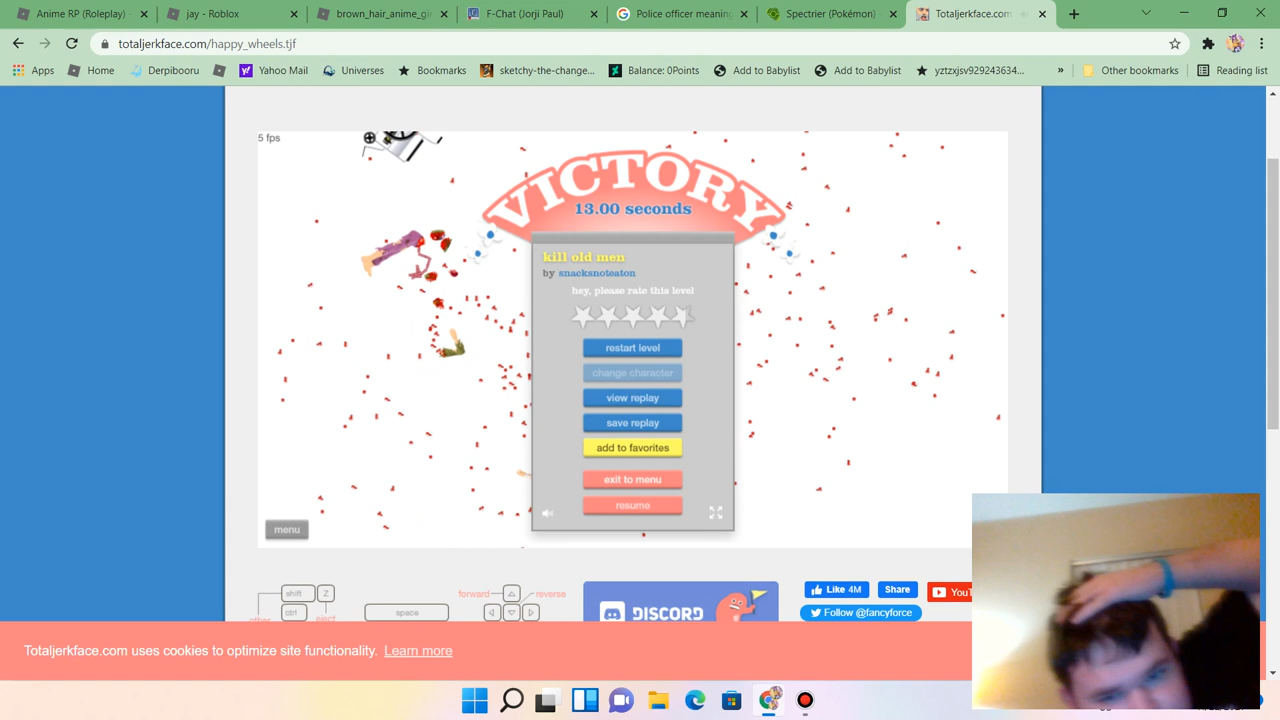 Anime RP (Roleplay) -
jay - Roblox
brown_hair_anime_gi
F-Chat (Jorji Paul)
Police officer meaning
Spectrier (Pokémon)
Totaljerkface.com
totaljerkface.com/happy_wheels.tjf
Apps
Home
Derpibooru
Yahoo Mail
Universes
Bookmarks
sketchy-the-change...
Balance: 0Points
Add to Babylist
Add to Babylist
yztzxjsv929243634...
»
Other bookmarks
Reading list
5 fps
VICTORY
13.00 seconds
kill old men
by snacksnoteaton
hey, please rate this level
restart level
change character
view replay
save replay
add to favorites
exit to menu
resume
menu
shift
Z
ctrl
eject
space
forward
reverse
DISCORD
Like 4M
Share
Follow @fancyforce
Totaljerkface.com uses cookies to optimize site functionality. Learn more